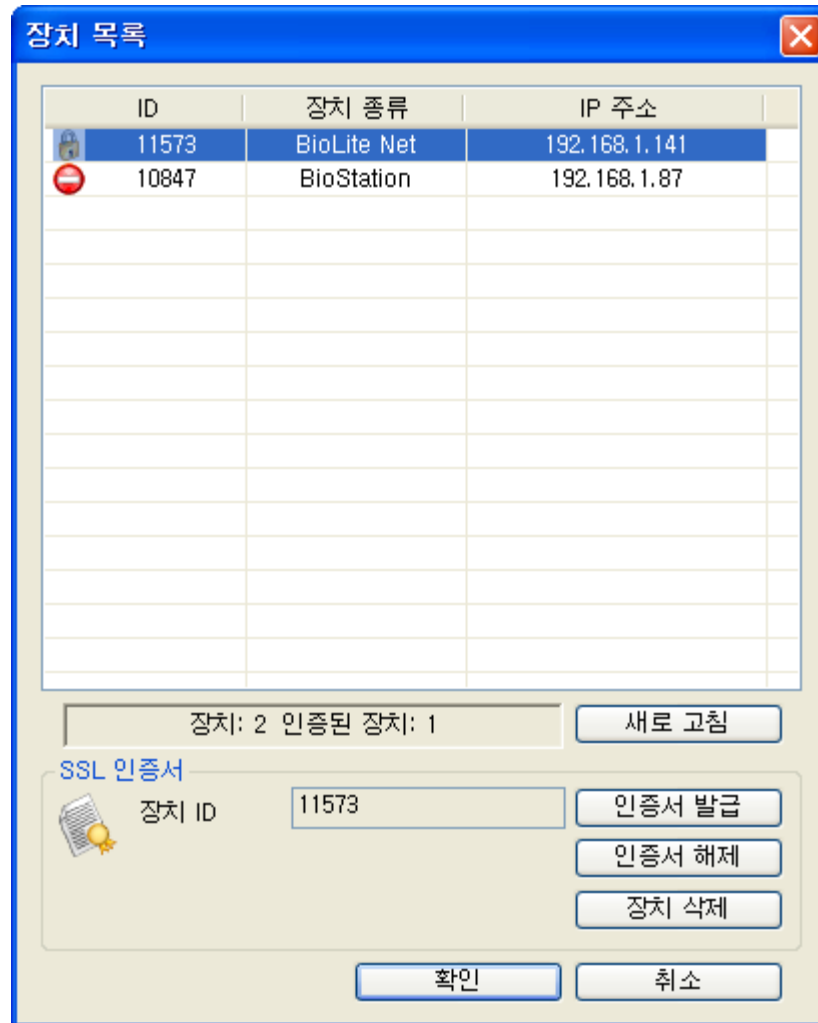 장치 목록
ID 장치 종류 IP 주소
11573 BioLite Net 192.168.1.141
10847 BioStation 192.168.1.87
장치: 2 인증된 장치: 1 새로 고침
SSL 인증서
장치 ID 11573 인증서 발급
인증서 해제
장치 삭제
확인 취소